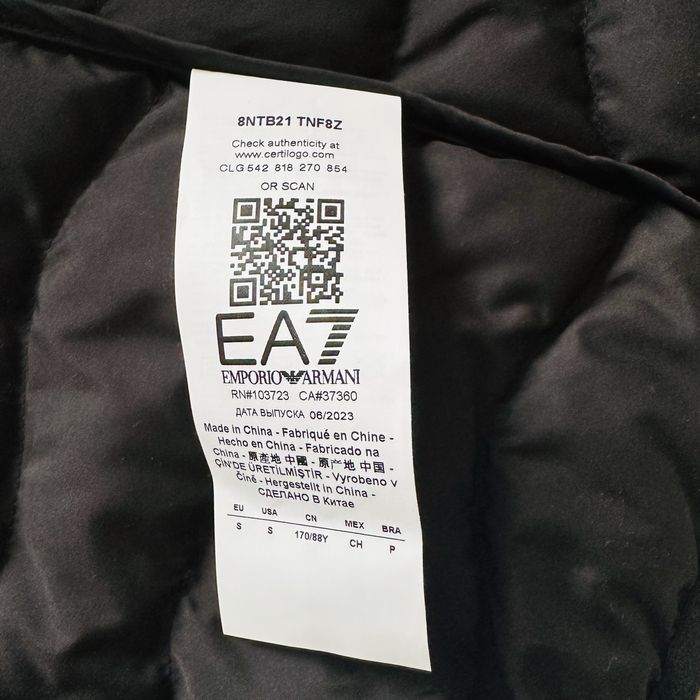 8NTB21 TNF8Z
Check authenticity at
www.certilogo.com
CLG 542 818 270 854
OR SCAN
EA7
EMPORIO ARMANI
RN#103723 CA#37360
ДАТА ВЫПУСКА 06/2023
Made in China - Fabriqué en Chine -
Hecho en China - Fabricado na
China - 原產地 中國 - 原产地 中国 -
ÇİN'DE ÜRETİLMİŞTİR - Vyrobeno v
Číně - Hergestellt in China -
СДЕЛАНО В Китае
EU USA CN MEX BRA
S S 170/88Y CH P